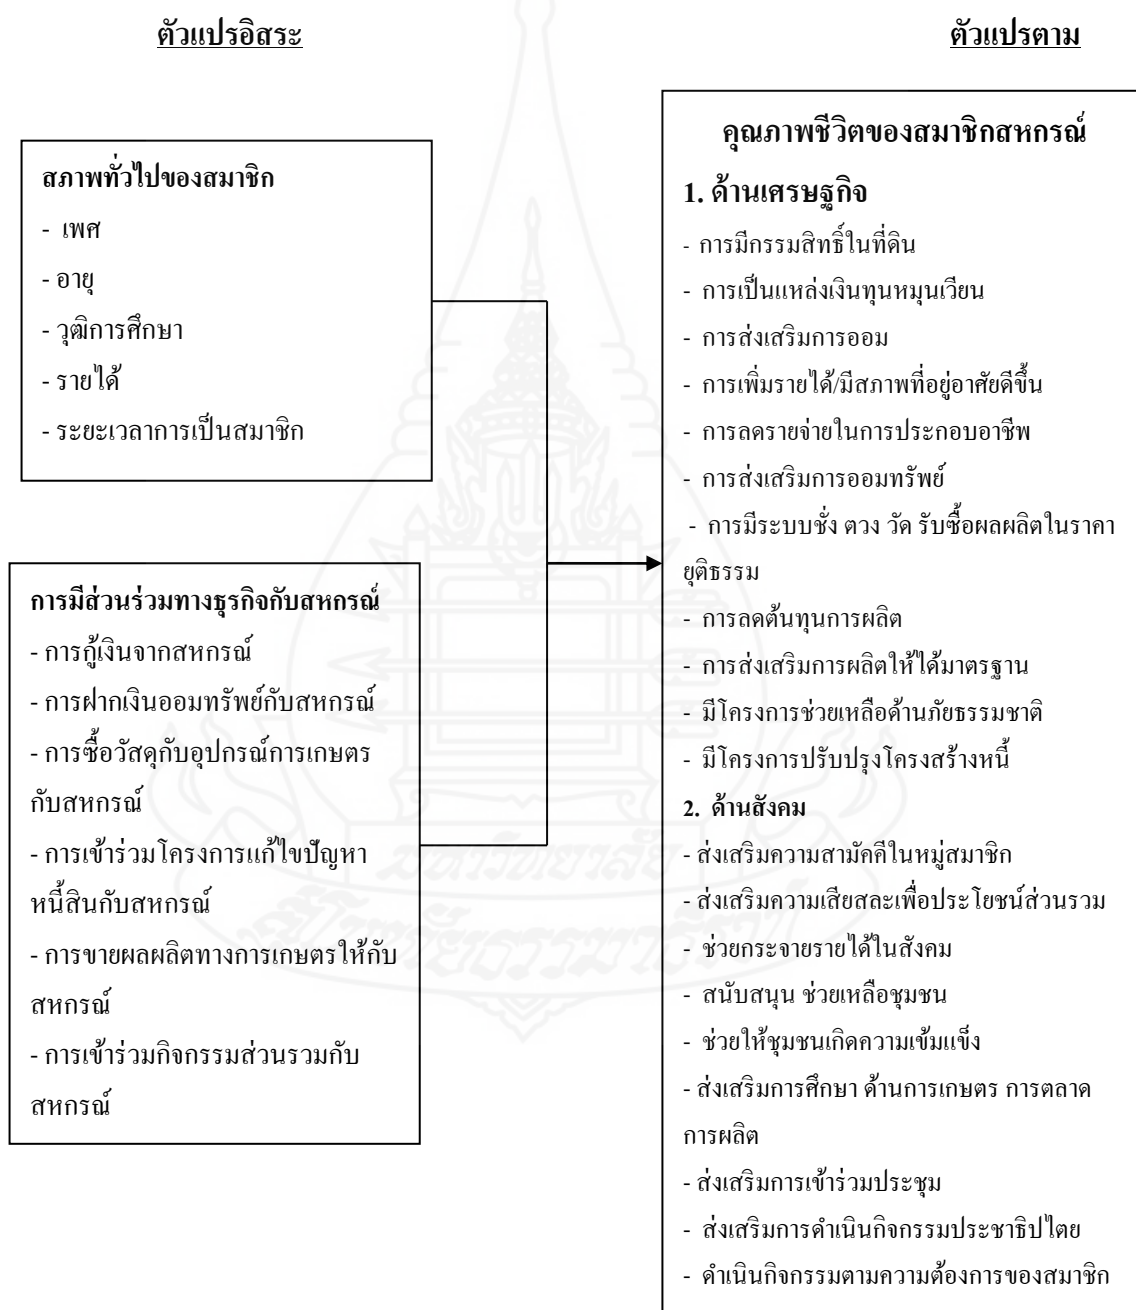 ตัวแปรอิสระ
ตัวแปรตาม
สภาพทั่วไปของสมาชิก
- เพศ
- อายุ
- วุฒิการศึกษา
- รายได้
- ระยะเวลาการเป็นสมาชิก
การมีส่วนร่วมทางธุรกิจกับสหกรณ์
- การกู้เงินจากสหกรณ์
- การฝากเงินออมทรัพย์กับสหกรณ์
- การซื้อวัสดุกับอุปกรณ์การเกษตร
กับสหกรณ์
- การเข้าร่วมโครงการแก้ไขปัญหา
หนี้สินกับสหกรณ์
- การขายผลผลิตทางการเกษตรให้กับ
สหกรณ์
- การเข้าร่วมกิจกรรมส่วนรวมกับ
สหกรณ์
คุณภาพชีวิตของสมาชิกสหกรณ์
1. ด้านเศรษฐกิจ
- การมีกรรมสิทธิ์ในที่ดิน
- การเป็นแหล่งเงินทุนหมุนเวียน
- การส่งเสริมการออม
- การเพิ่มรายได้/มีสภาพที่อยู่อาศัยดีขึ้น
- การลดรายจ่ายในการประกอบอาชีพ
- การส่งเสริมการออมทรัพย์
- การมีระบบชั่ง ตวง วัด รับซื้อผลผลิตในราคา
ยุติธรรม
- การลดต้นทุนการผลิต
- การส่งเสริมการผลิตให้ได้มาตรฐาน
- มีโครงการช่วยเหลือด้านภัยธรรมชาติ
- มีโครงการปรับปรุงโครงสร้างหนี้
2. ด้านสังคม
- ส่งเสริมความสามัคคีในหมู่สมาชิก
- ส่งเสริมความเสียสละเพื่อประโยชน์ส่วนรวม
- ช่วยกระจายรายได้ในสังคม
- สนับสนุน ช่วยเหลือชุมชน
- ช่วยให้ชุมชนเกิดความเข้มแข็ง
- ส่งเสริมการศึกษา ด้านการเกษตร การตลาด
การผลิต
- ส่งเสริมการเข้าร่วมประชุม
- ส่งเสริมการดำเนินกิจกรรมประชาธิปไตย
- ดำเนินกิจกรรมตามความต้องการของสมาชิก
มหาวิทยาลัย
สุโขทัยธรรมาธิราช